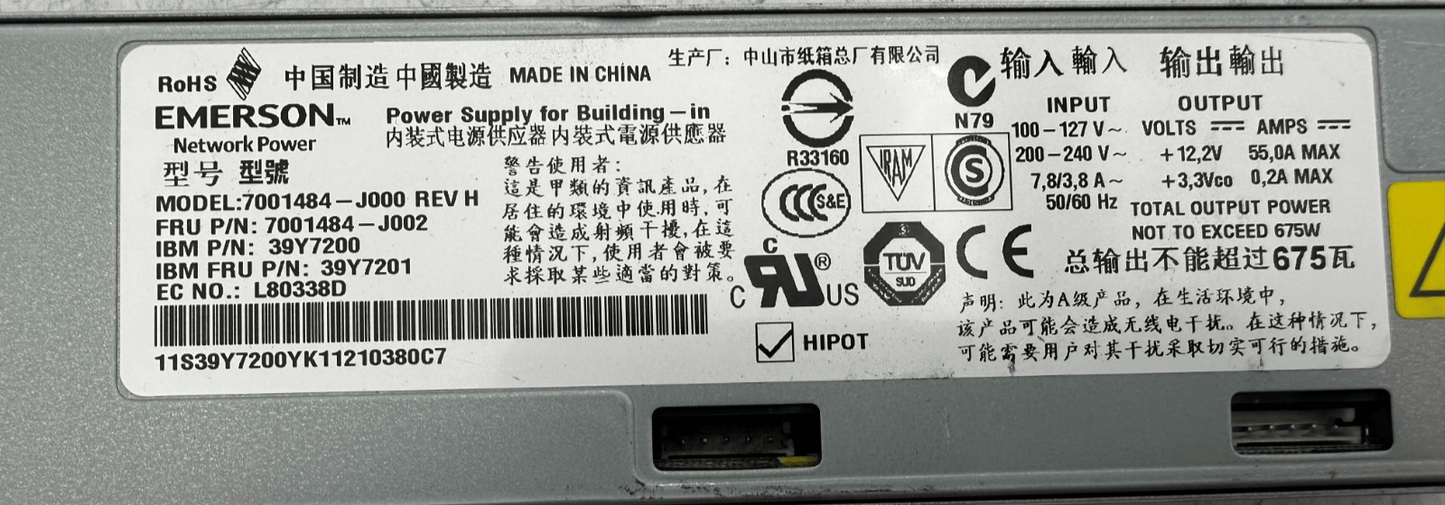 RoHS 中国制造 中國製造 MADE IN CHINA
生产厂：中山市纸箱总厂有限公司
EMERSON™
Network Power
Power Supply for Building-in
内装式电源供应器 內裝式電源供應器
型号 型號
MODEL:7001484-J000 REV H
FRU P/N: 7001484-J002
IBM P/N: 39Y7200
IBM FRU P/N: 39Y7201
EC NO.: L80338D
11S39Y7200YK11210380C7
警告使用者：
這是甲類的資訊產品，在
居住的環境中使用時，可
能會造成射頻干擾，在這
種情況下，使用者會被要
求採取某些適當的對策。
R33160
N79
IRAM
S
CCC S&E
C RU ® US
C
TÜV
SÜD
CE
☑ HIPOT
输入 輸入
INPUT
100-127 V~
200-240 V~
7,8/3,8 A~
50/60 Hz
输出 輸出
OUTPUT
VOLTS ⎓ AMPS ⎓
+12,2V 55,0A MAX
+3,3Vco 0,2A MAX
TOTAL OUTPUT POWER
NOT TO EXCEED 675W
总输出不能超过675瓦
声明：此为A级产品，在生活环境中，
该产品可能会造成无线电干扰。在这种情况下，
可能需要用户对其干扰采取切实可行的措施。